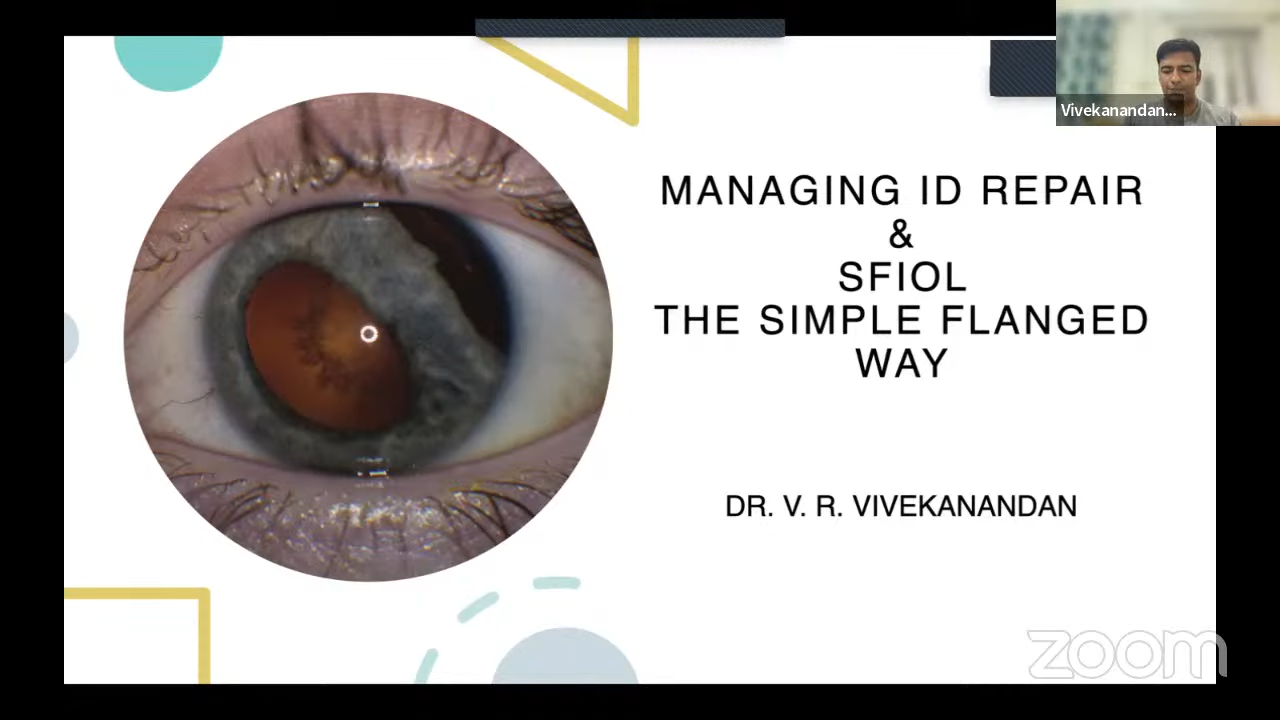 Vivekanandan...
MANAGING ID REPAIR
&
SFIOL
THE SIMPLE FLANGED
WAY
DR. V. R. VIVEKANANDAN
zoom